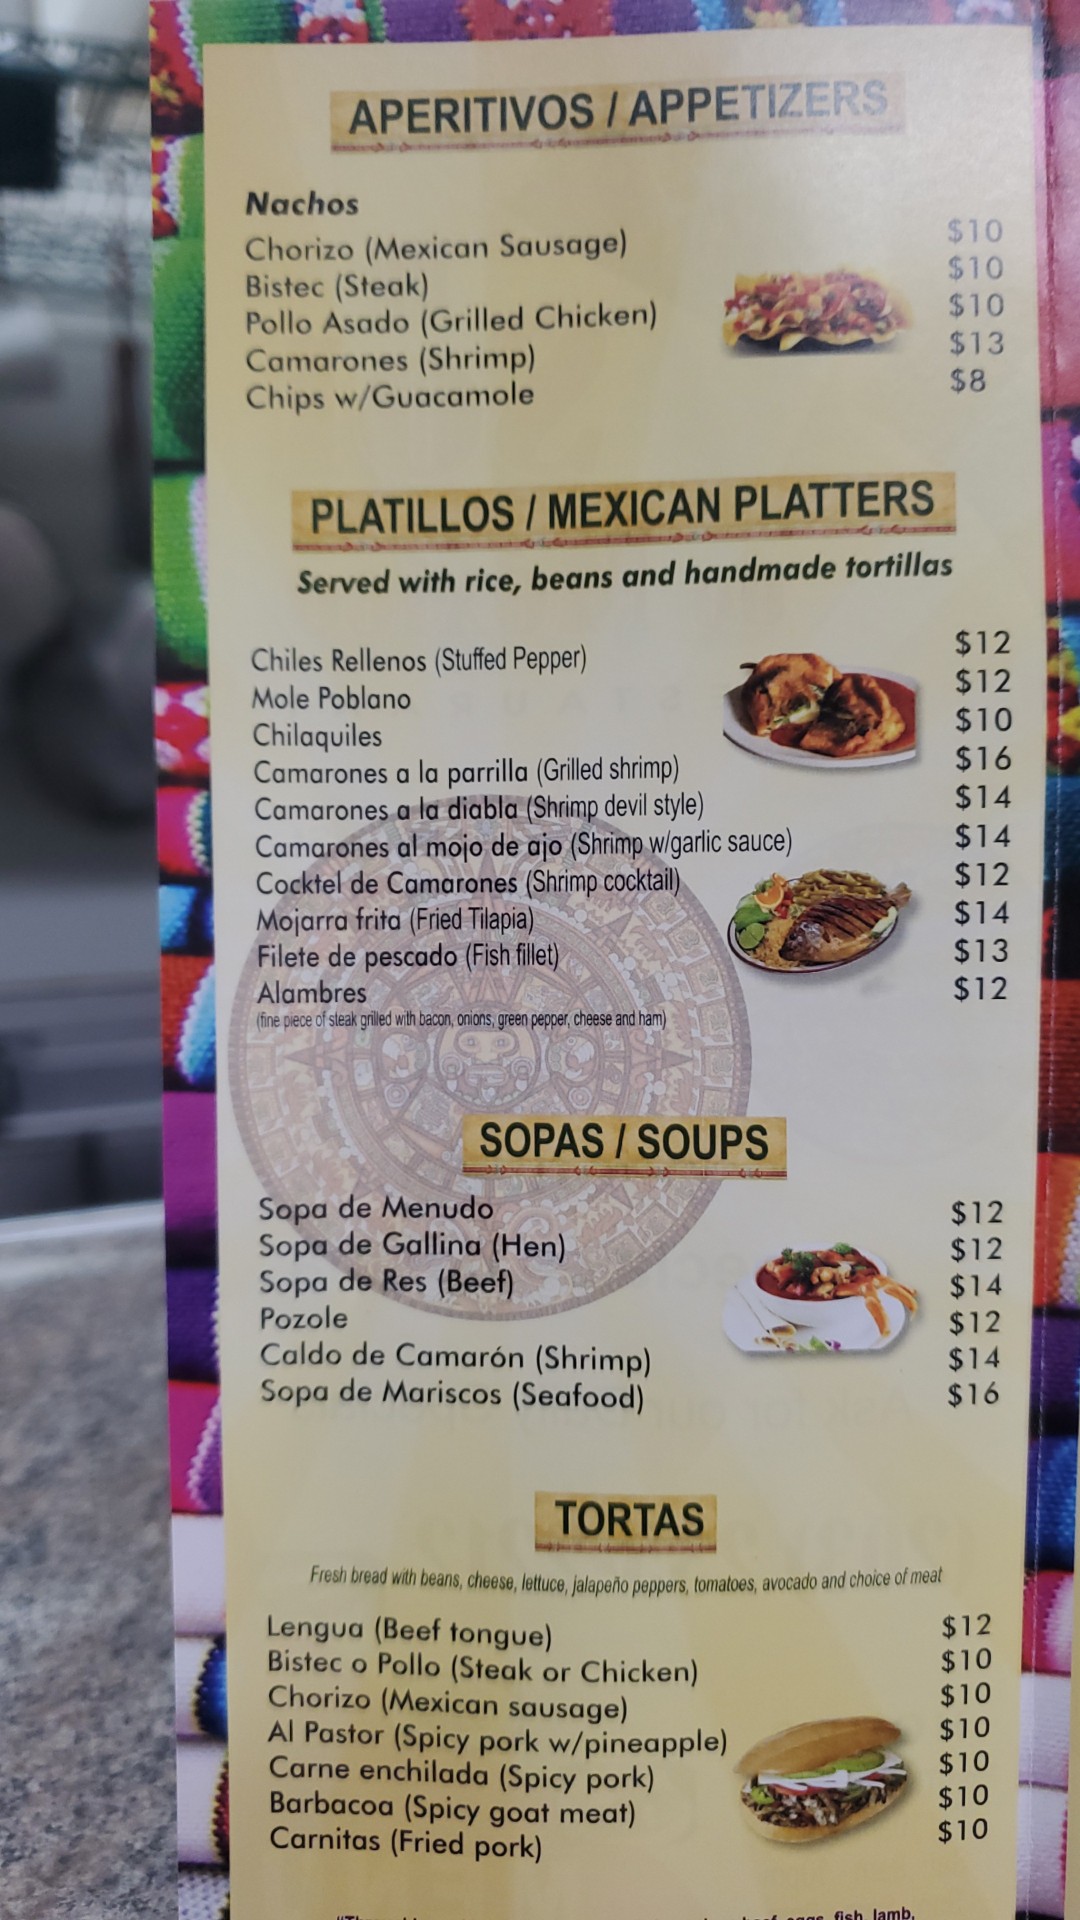 APERITIVOS / APPETIZERS
Nachos
Chorizo (Mexican Sausage) $10
Bistec (Steak) $10
Pollo Asado (Grilled Chicken) $10
Camarones (Shrimp) $13
Chips w/Guacamole $8
PLATILLOS / MEXICAN PLATTERS
Served with rice, beans and handmade tortillas
Chiles Rellenos (Stuffed Pepper) $12
Mole Poblano $12
Chilaquiles $10
Camarones a la parrilla (Grilled shrimp) $16
Camarones a la diabla (Shrimp devil style) $14
Camarones al mojo de ajo (Shrimp w/garlic sauce) $14
Cocktel de Camarones (Shrimp cocktail) $12
Mojarra frita (Fried Tilapia) $14
Filete de pescado (Fish fillet) $13
Alambres $12
(fine piece of steak grilled with bacon, onions, green pepper, cheese and ham)
SOPAS / SOUPS
Sopa de Menudo $12
Sopa de Gallina (Hen) $12
Sopa de Res (Beef) $14
Pozole $12
Caldo de Camarón (Shrimp) $14
Sopa de Mariscos (Seafood) $16
TORTAS
Fresh bread with beans, cheese, lettuce, jalapeño peppers, tomatoes, avocado and choice of meat
Lengua (Beef tongue) $12
Bistec o Pollo (Steak or Chicken) $10
Chorizo (Mexican sausage) $10
Al Pastor (Spicy pork w/pineapple) $10
Carne enchilada (Spicy pork) $10
Barbacoa (Spicy goat meat) $10
Carnitas (Fried pork) $10
eggs, fish, lamb,